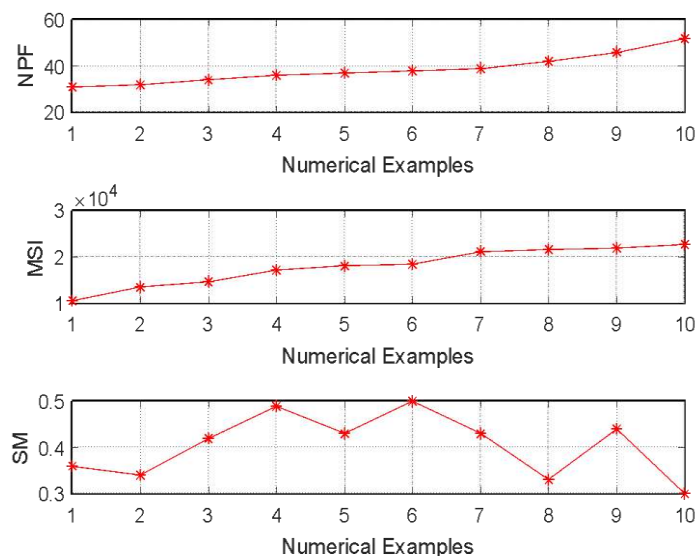 60
40
20
NPF
1 2 3 4 5 6 7 8 9 10
Numerical Examples
×10⁴
3
2
1
MSI
1 2 3 4 5 6 7 8 9 10
Numerical Examples
0.5
0.4
0.3
SM
1 2 3 4 5 6 7 8 9 10
Numerical Examples